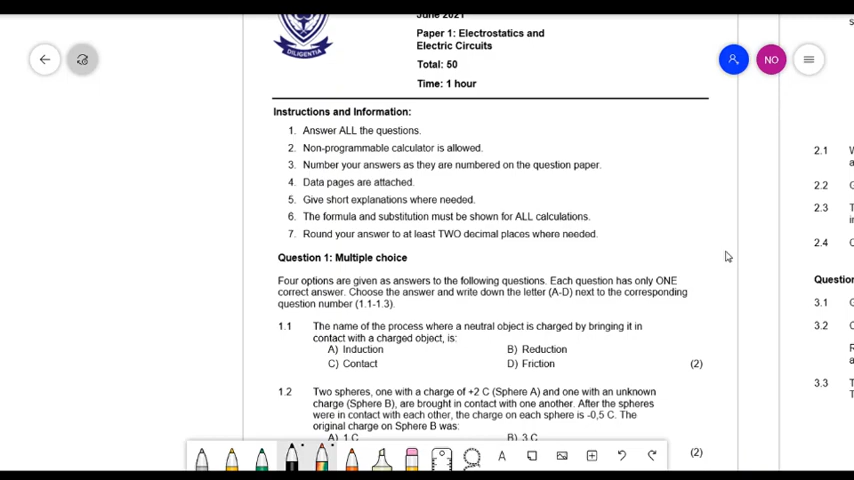 June 2021
Paper 1: Electrostatics and
Electric Circuits
Total: 50
Time: 1 hour
DILIGENTIA
NO
Instructions and Information:
1. Answer ALL the questions.
2. Non-programmable calculator is allowed.
3. Number your answers as they are numbered on the question paper.
4. Data pages are attached.
5. Give short explanations where needed.
6. The formula and substitution must be shown for ALL calculations.
7. Round your answer to at least TWO decimal places where needed.
Question 1: Multiple choice
Four options are given as answers to the following questions. Each question has only ONE
correct answer. Choose the answer and write down the letter (A-D) next to the corresponding
question number (1.1-1.3).
1.1 The name of the process where a neutral object is charged by bringing it in
contact with a charged object, is:
A) Induction B) Reduction
C) Contact D) Friction (2)
1.2 Two spheres, one with a charge of +2 C (Sphere A) and one with an unknown
charge (Sphere B), are brought in contact with one another. After the spheres
were in contact with each other, the charge on each sphere is -0,5 C. The
original charge on Sphere B was:
A) 1 C B) 3 C
(2)
A
2.1
2.2
2.3
2.4
Question
3.1
3.2
3.3